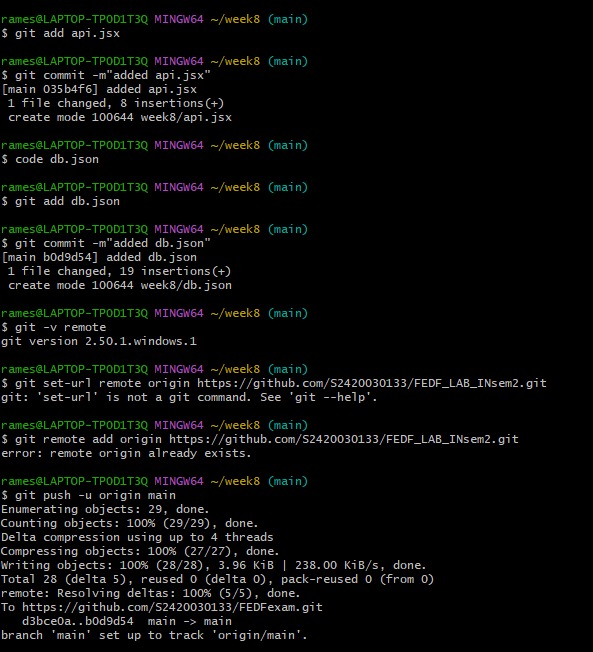 rames@LAPTOP-TPOD1T3Q MINGW64 ~/week8 (main)
$ git add api.jsx
rames@LAPTOP-TPOD1T3Q MINGW64 ~/week8 (main)
$ git commit -m"added api.jsx"
[main 035b4f6] added api.jsx
 1 file changed, 8 insertions(+)
 create mode 100644 week8/api.jsx
rames@LAPTOP-TPOD1T3Q MINGW64 ~/week8 (main)
$ code db.json
rames@LAPTOP-TPOD1T3Q MINGW64 ~/week8 (main)
$ git add db.json
rames@LAPTOP-TPOD1T3Q MINGW64 ~/week8 (main)
$ git commit -m"added db.json"
[main b0d9d54] added db.json
 1 file changed, 19 insertions(+)
 create mode 100644 week8/db.json
rames@LAPTOP-TPOD1T3Q MINGW64 ~/week8 (main)
$ git -v remote
git version 2.50.1.windows.1
rames@LAPTOP-TPOD1T3Q MINGW64 ~/week8 (main)
$ git set-url remote origin https://github.com/S2420030133/FEDF_LAB_INsem2.git
git: 'set-url' is not a git command. See 'git --help'.
rames@LAPTOP-TPOD1T3Q MINGW64 ~/week8 (main)
$ git remote add origin https://github.com/S2420030133/FEDF_LAB_INsem2.git
error: remote origin already exists.
rames@LAPTOP-TPOD1T3Q MINGW64 ~/week8 (main)
$ git push -u origin main
Enumerating objects: 29, done.
Counting objects: 100% (29/29), done.
Delta compression using up to 4 threads
Compressing objects: 100% (27/27), done.
Writing objects: 100% (28/28), 3.96 KiB | 238.00 KiB/s, done.
Total 28 (delta 5), reused 0 (delta 0), pack-reused 0 (from 0)
remote: Resolving deltas: 100% (5/5), done.
To https://github.com/S2420030133/FEDFexam.git
   d3bce0a..b0d9d54  main -> main
branch 'main' set up to track 'origin/main'.